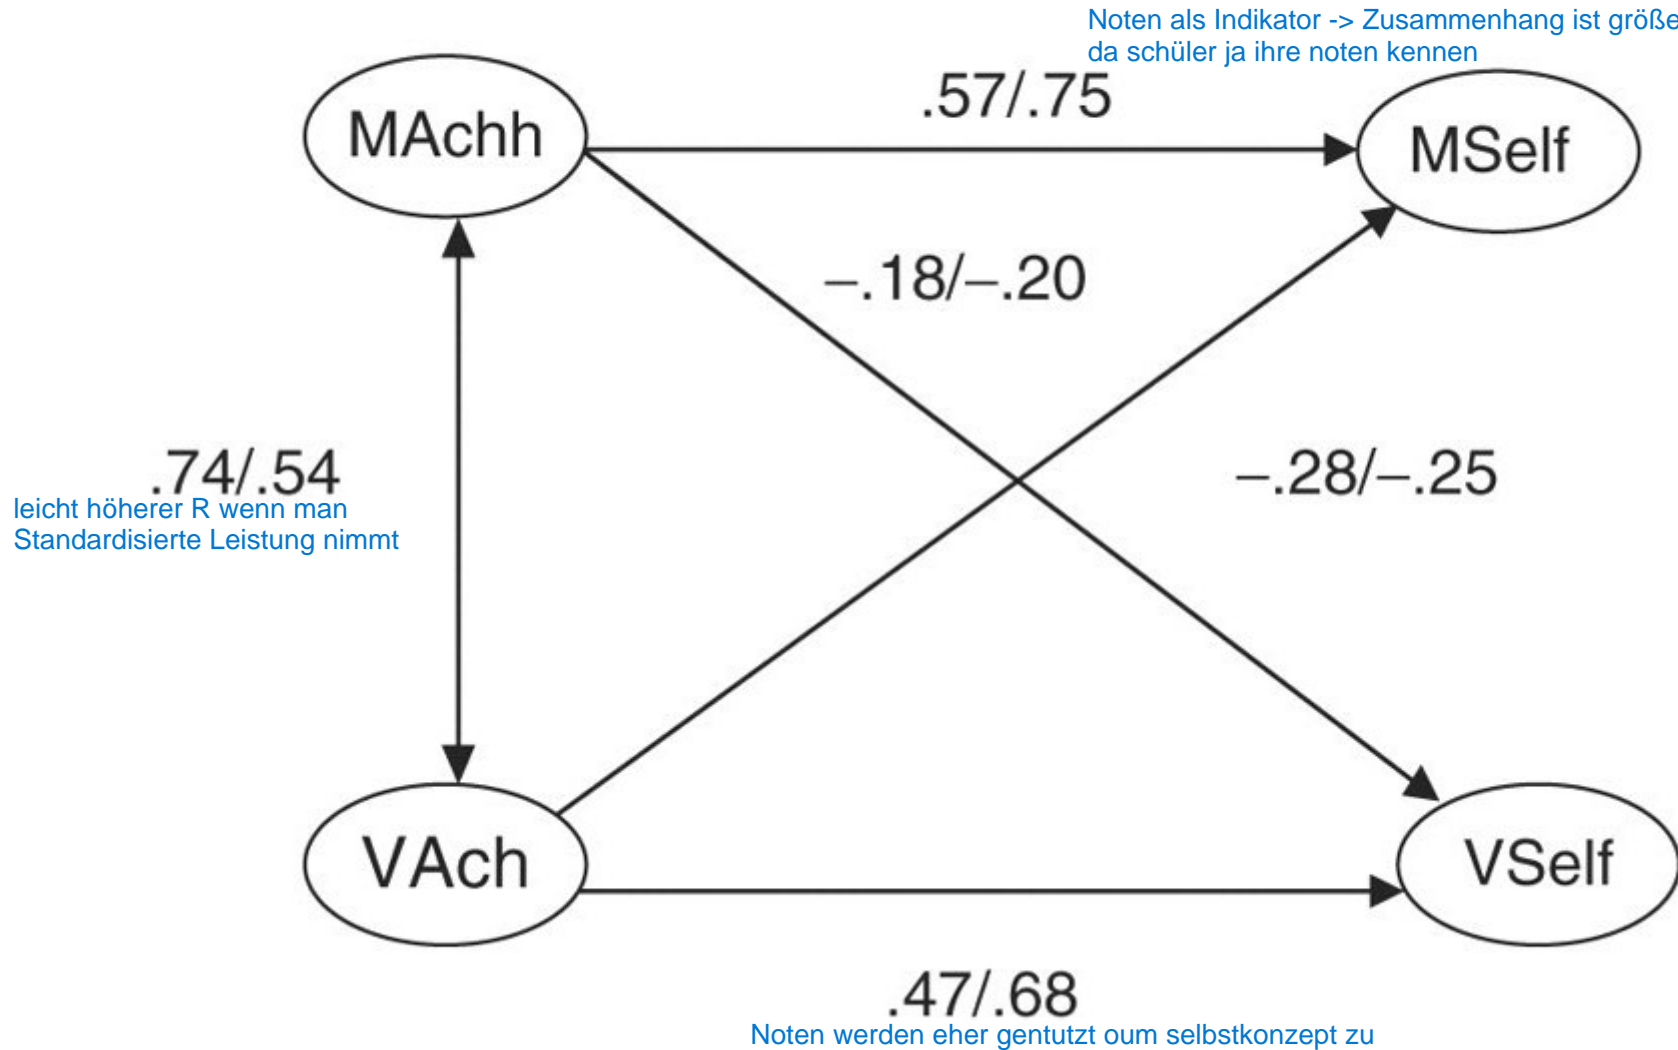 Noten als Indikator -> Zusammenhang ist größe
da schüler ja ihre noten kennen
.57/.75
MAchh
MSelf
–.18/–.20
.74/.54
–.28/–.25
leicht höherer R wenn man
Standardisierte Leistung nimmt
VAch
VSelf
.47/.68
Noten werden eher gentutzt oum selbstkonzept zu